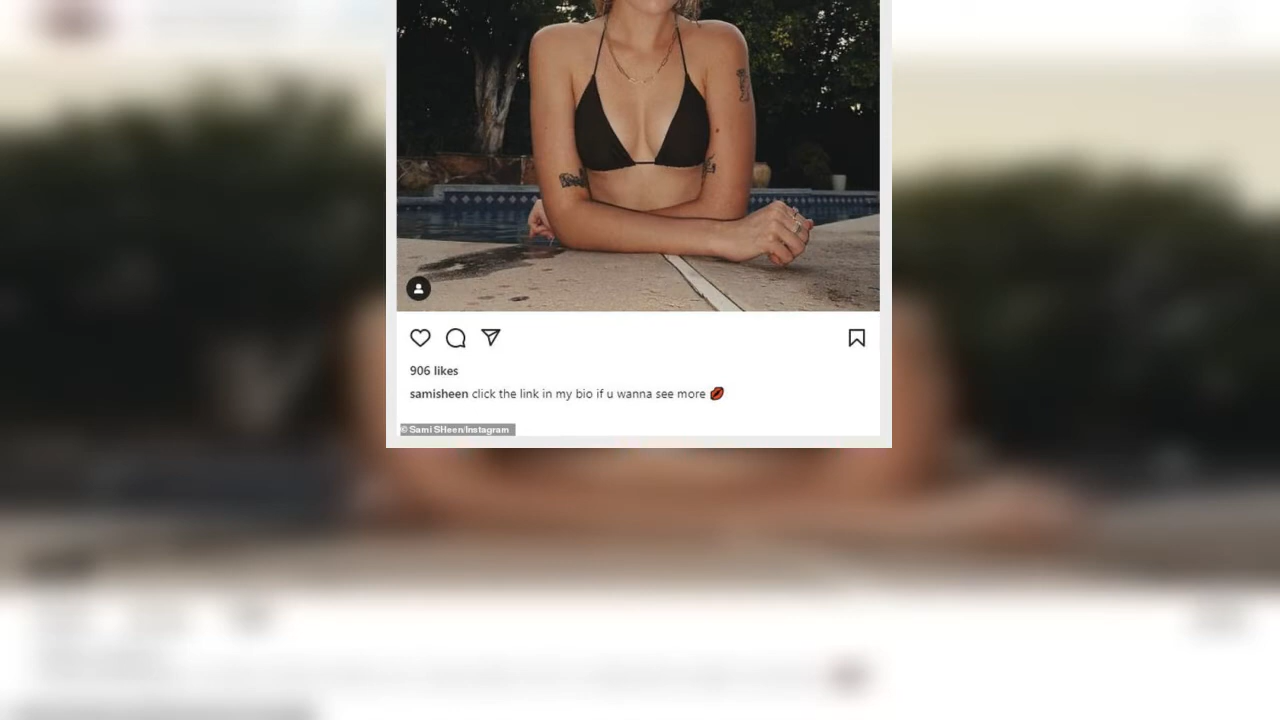 906 likes
samisheen click the link in my bio if u wanna see more 💋
© Sami SHeen/Instagram